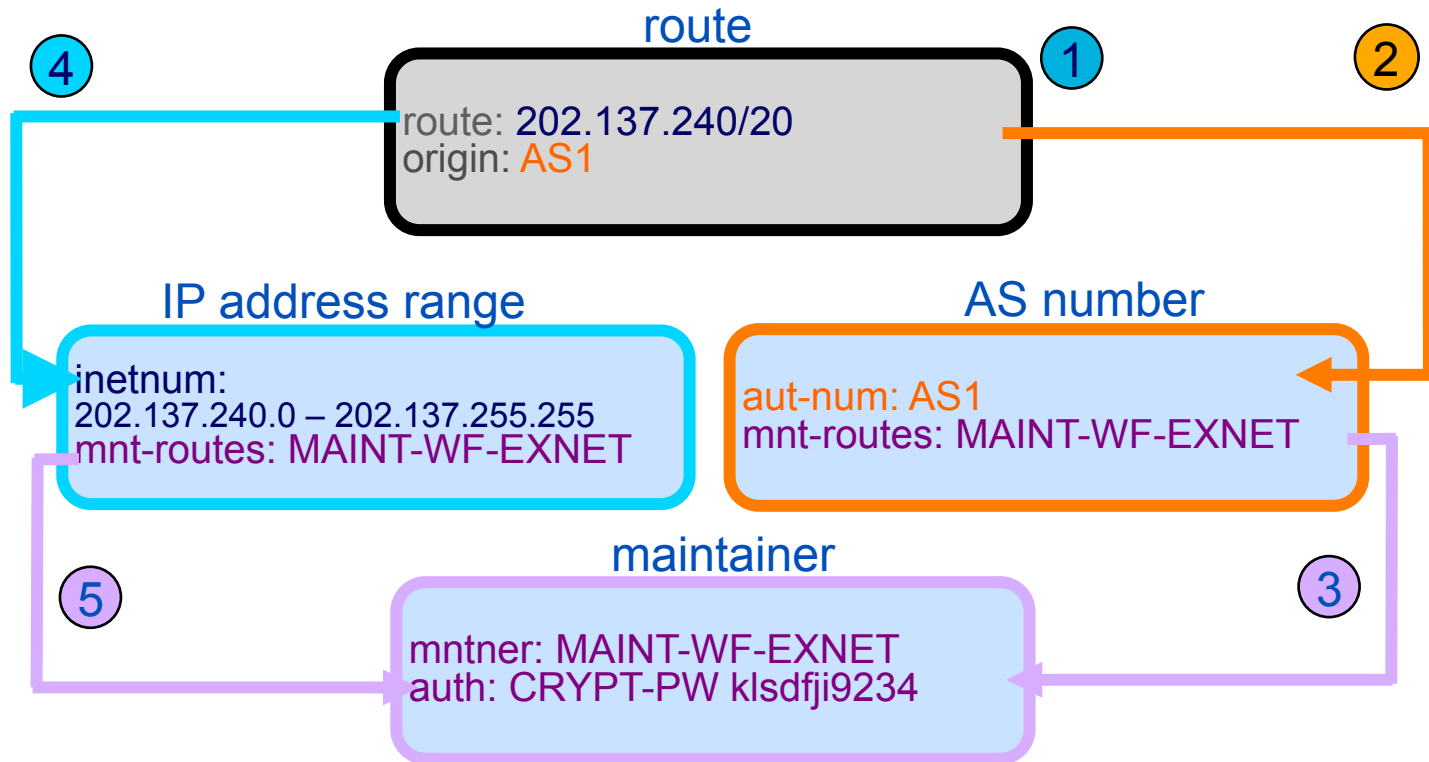 route
4
1
2
route: 202.137.240/20
origin: AS1
IP address range
AS number
inetnum:
202.137.240.0 – 202.137.255.255
mnt-routes: MAINT-WF-EXNET
aut-num: AS1
mnt-routes: MAINT-WF-EXNET
maintainer
5
3
mntner: MAINT-WF-EXNET
auth: CRYPT-PW klsdfji9234